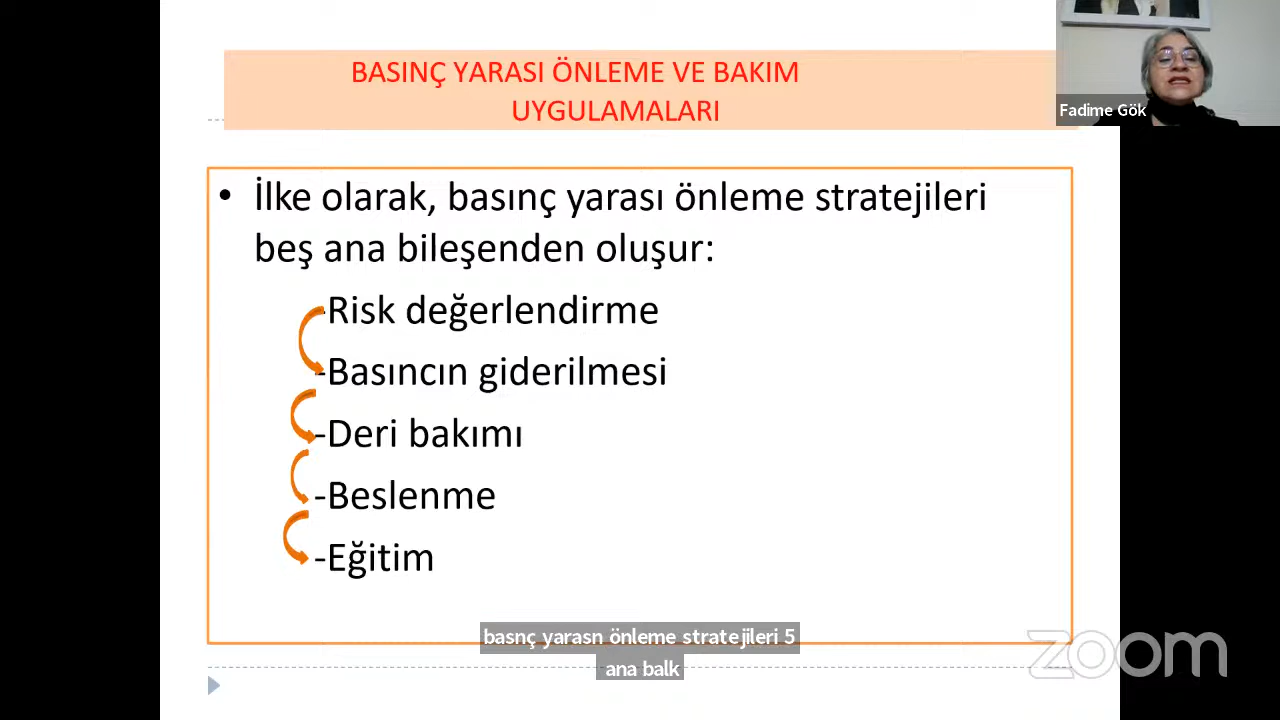 BASINÇ YARASI ÖNLEME VE BAKIM
UYGULAMALARI
Fadime Gök
• İlke olarak, basınç yarası önleme stratejileri
beş ana bileşenden oluşur:
-Risk değerlendirme
-Basıncın giderilmesi
-Deri bakımı
-Beslenme
-Eğitim
basnç yarasn önleme stratejileri 5
ana balk
zoom